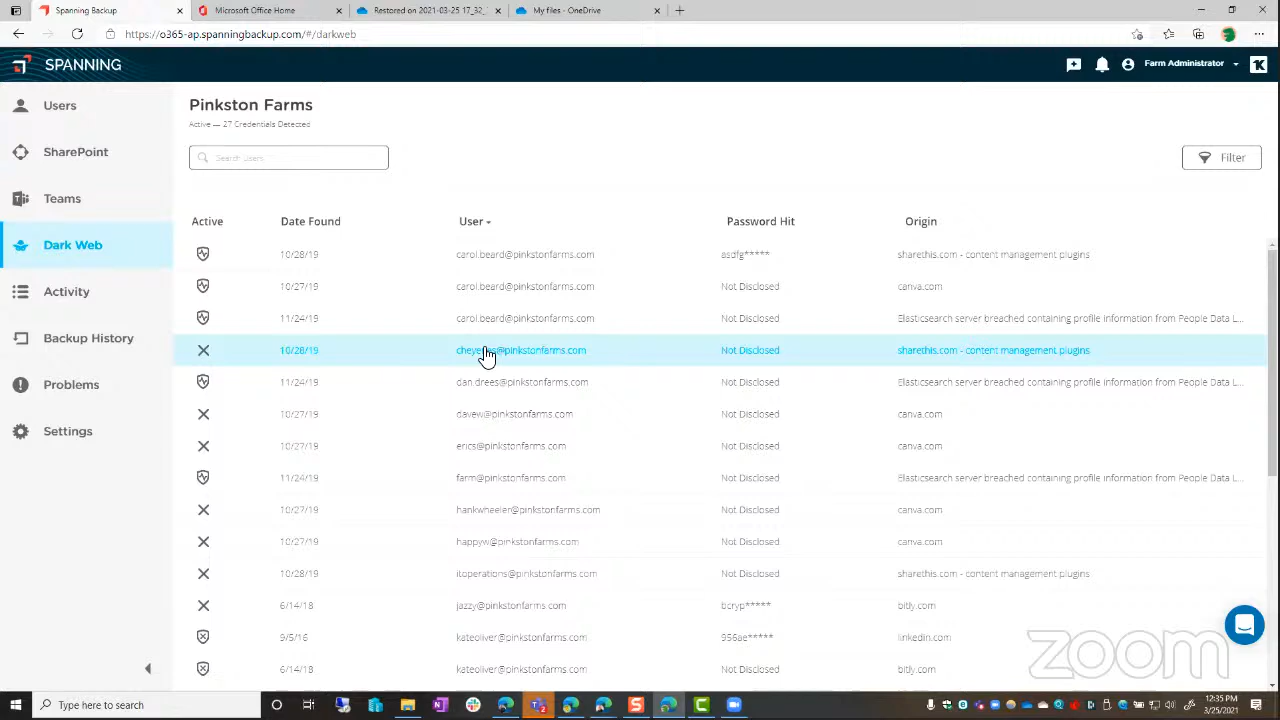 Spanning Backup
Microsoft Office Home
Restored on 2021-03-25 17_32_
My files - OneDrive
https://o365-ap.spanningbackup.com/#/darkweb
SPANNING
Farm Administrator
Users
SharePoint
Teams
Dark Web
Activity
Backup History
Problems
Settings
Pinkston Farms
Active — 27 Credentials Detected
Search Users
Filter
Active Date Found User Password Hit Origin
10/28/19 carol.beard@pinkstonfarms.com asdfg***** sharethis.com - content management plugins
10/27/19 carol.beard@pinkstonfarms.com Not Disclosed canva.com
11/24/19 carol.beard@pinkstonfarms.com Not Disclosed Elasticsearch server breached containing profile information from People Data L...
10/28/19 Not Disclosed sharethis.com - content management plugins
11/24/19 dan.drees@pinkstonfarms.com Not Disclosed Elasticsearch server breached containing profile information from People Data L...
10/27/19 davew@pinkstonfarms.com Not Disclosed canva.com
10/27/19 erics@pinkstonfarms.com Not Disclosed canva.com
11/24/19 farm@pinkstonfarms.com Not Disclosed Elasticsearch server breached containing profile information from People Data L...
10/27/19 hankwheeler@pinkstonfarms.com Not Disclosed canva.com
10/27/19 happyw@pinkstonfarms.com Not Disclosed canva.com
10/28/19 itoperations@pinkstonfarms.com Not Disclosed sharethis.com - content management plugins
6/14/18 jazzy@pinkstonfarms.com bcryp***** bitly.com
9/5/16 kateoliver@pinkstonfarms.com 956ae***** linkedin.com
6/14/18 kateoliver@pinkstonfarms.com Not Disclosed bitly.com
zoom
Type here to search
12:35 PM
3/25/2021